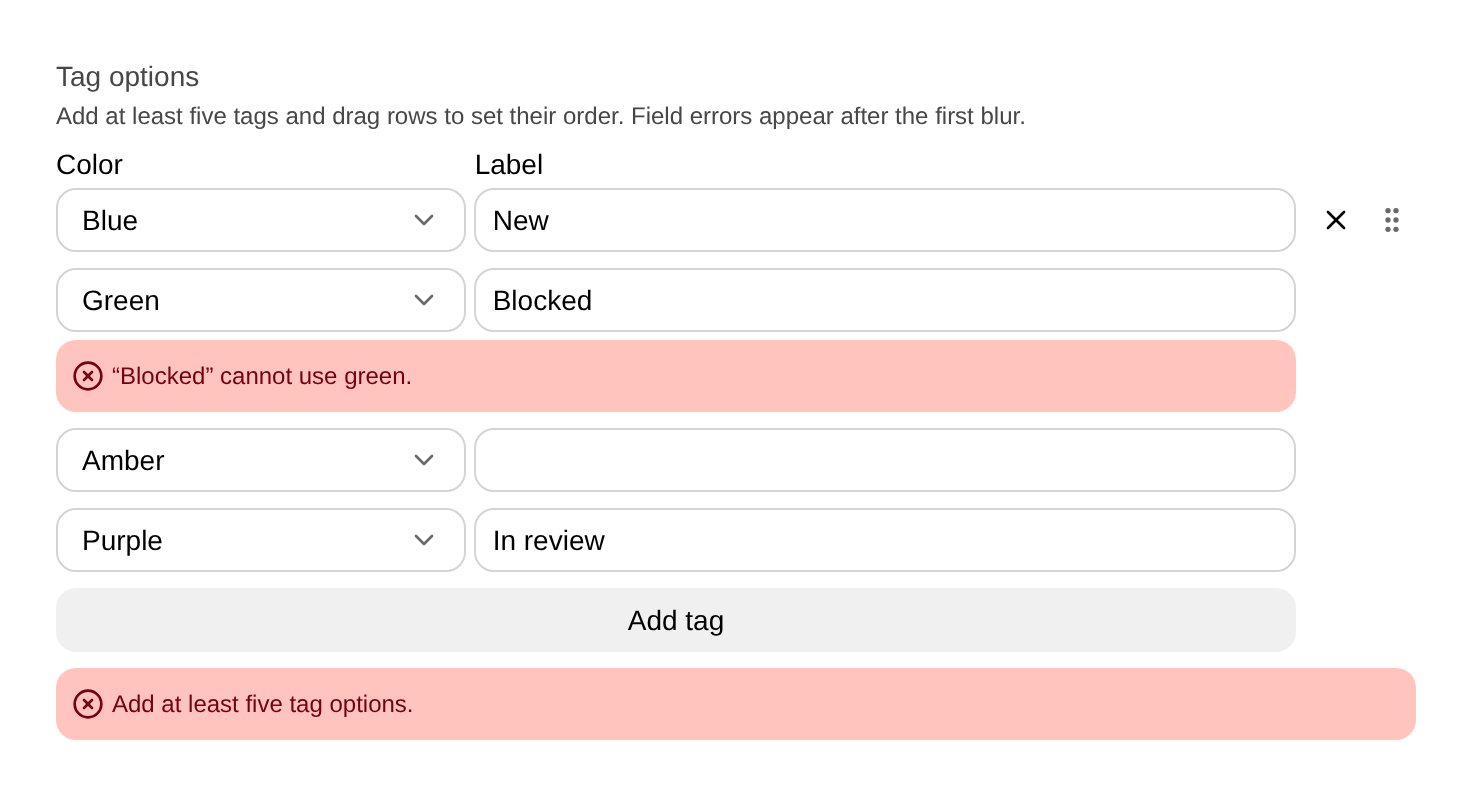 Tag options
Add at least five tags and drag rows to set their order. Field errors appear after the first blur.
Color Label
Blue New
Green Blocked
“Blocked” cannot use green.
Amber
Purple In review
Add tag
Add at least five tag options.